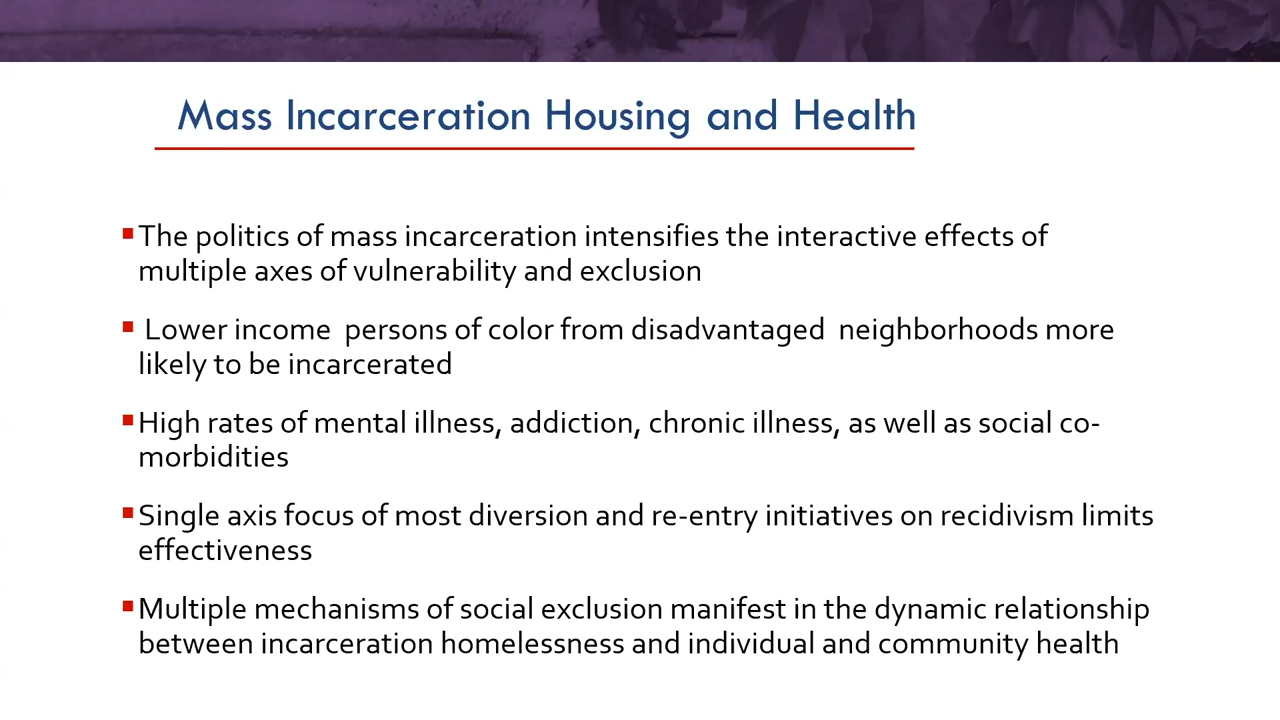 Mass Incarceration Housing and Health
▪The politics of mass incarceration intensifies the interactive effects of
multiple axes of vulnerability and exclusion
▪ Lower income  persons of color from disadvantaged  neighborhoods more
likely to be incarcerated
▪High rates of mental illness, addiction, chronic illness, as well as social co-
morbidities
▪Single axis focus of most diversion and re-entry initiatives on recidivism limits
effectiveness
▪Multiple mechanisms of social exclusion manifest in the dynamic relationship
between incarceration homelessness and individual and community health